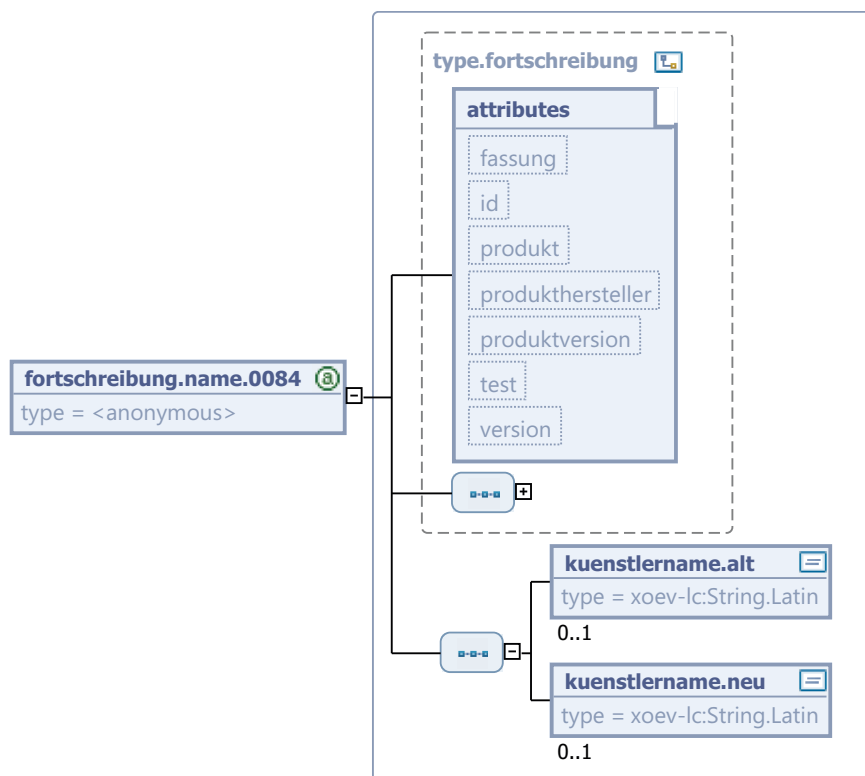 type.fortschreibung
attributes
fassung
id
produkt
produkthersteller
produktversion
test
version
fortschreibung.name.0084
type = <anonymous>
kuenstlername.alt
type = xoev-lc:String.Latin
0..1
kuenstlername.neu
type = xoev-lc:String.Latin
0..1